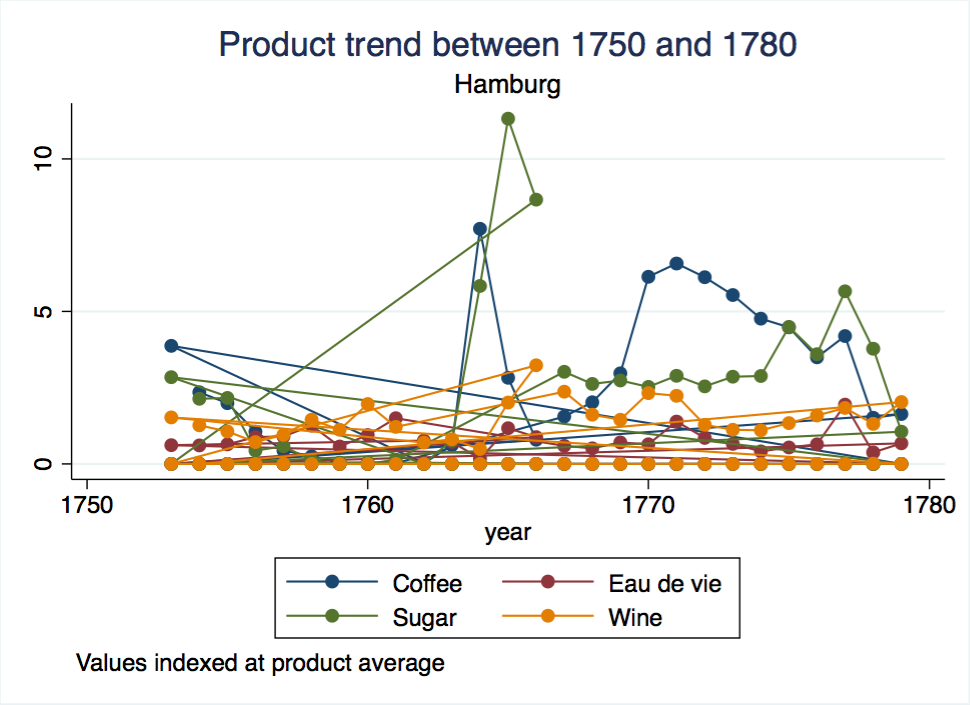 Product trend between 1750 and 1780
Hamburg
10
5
0
1750 1760 1770 1780
year
Coffee Eau de vie
Sugar Wine
Values indexed at product average